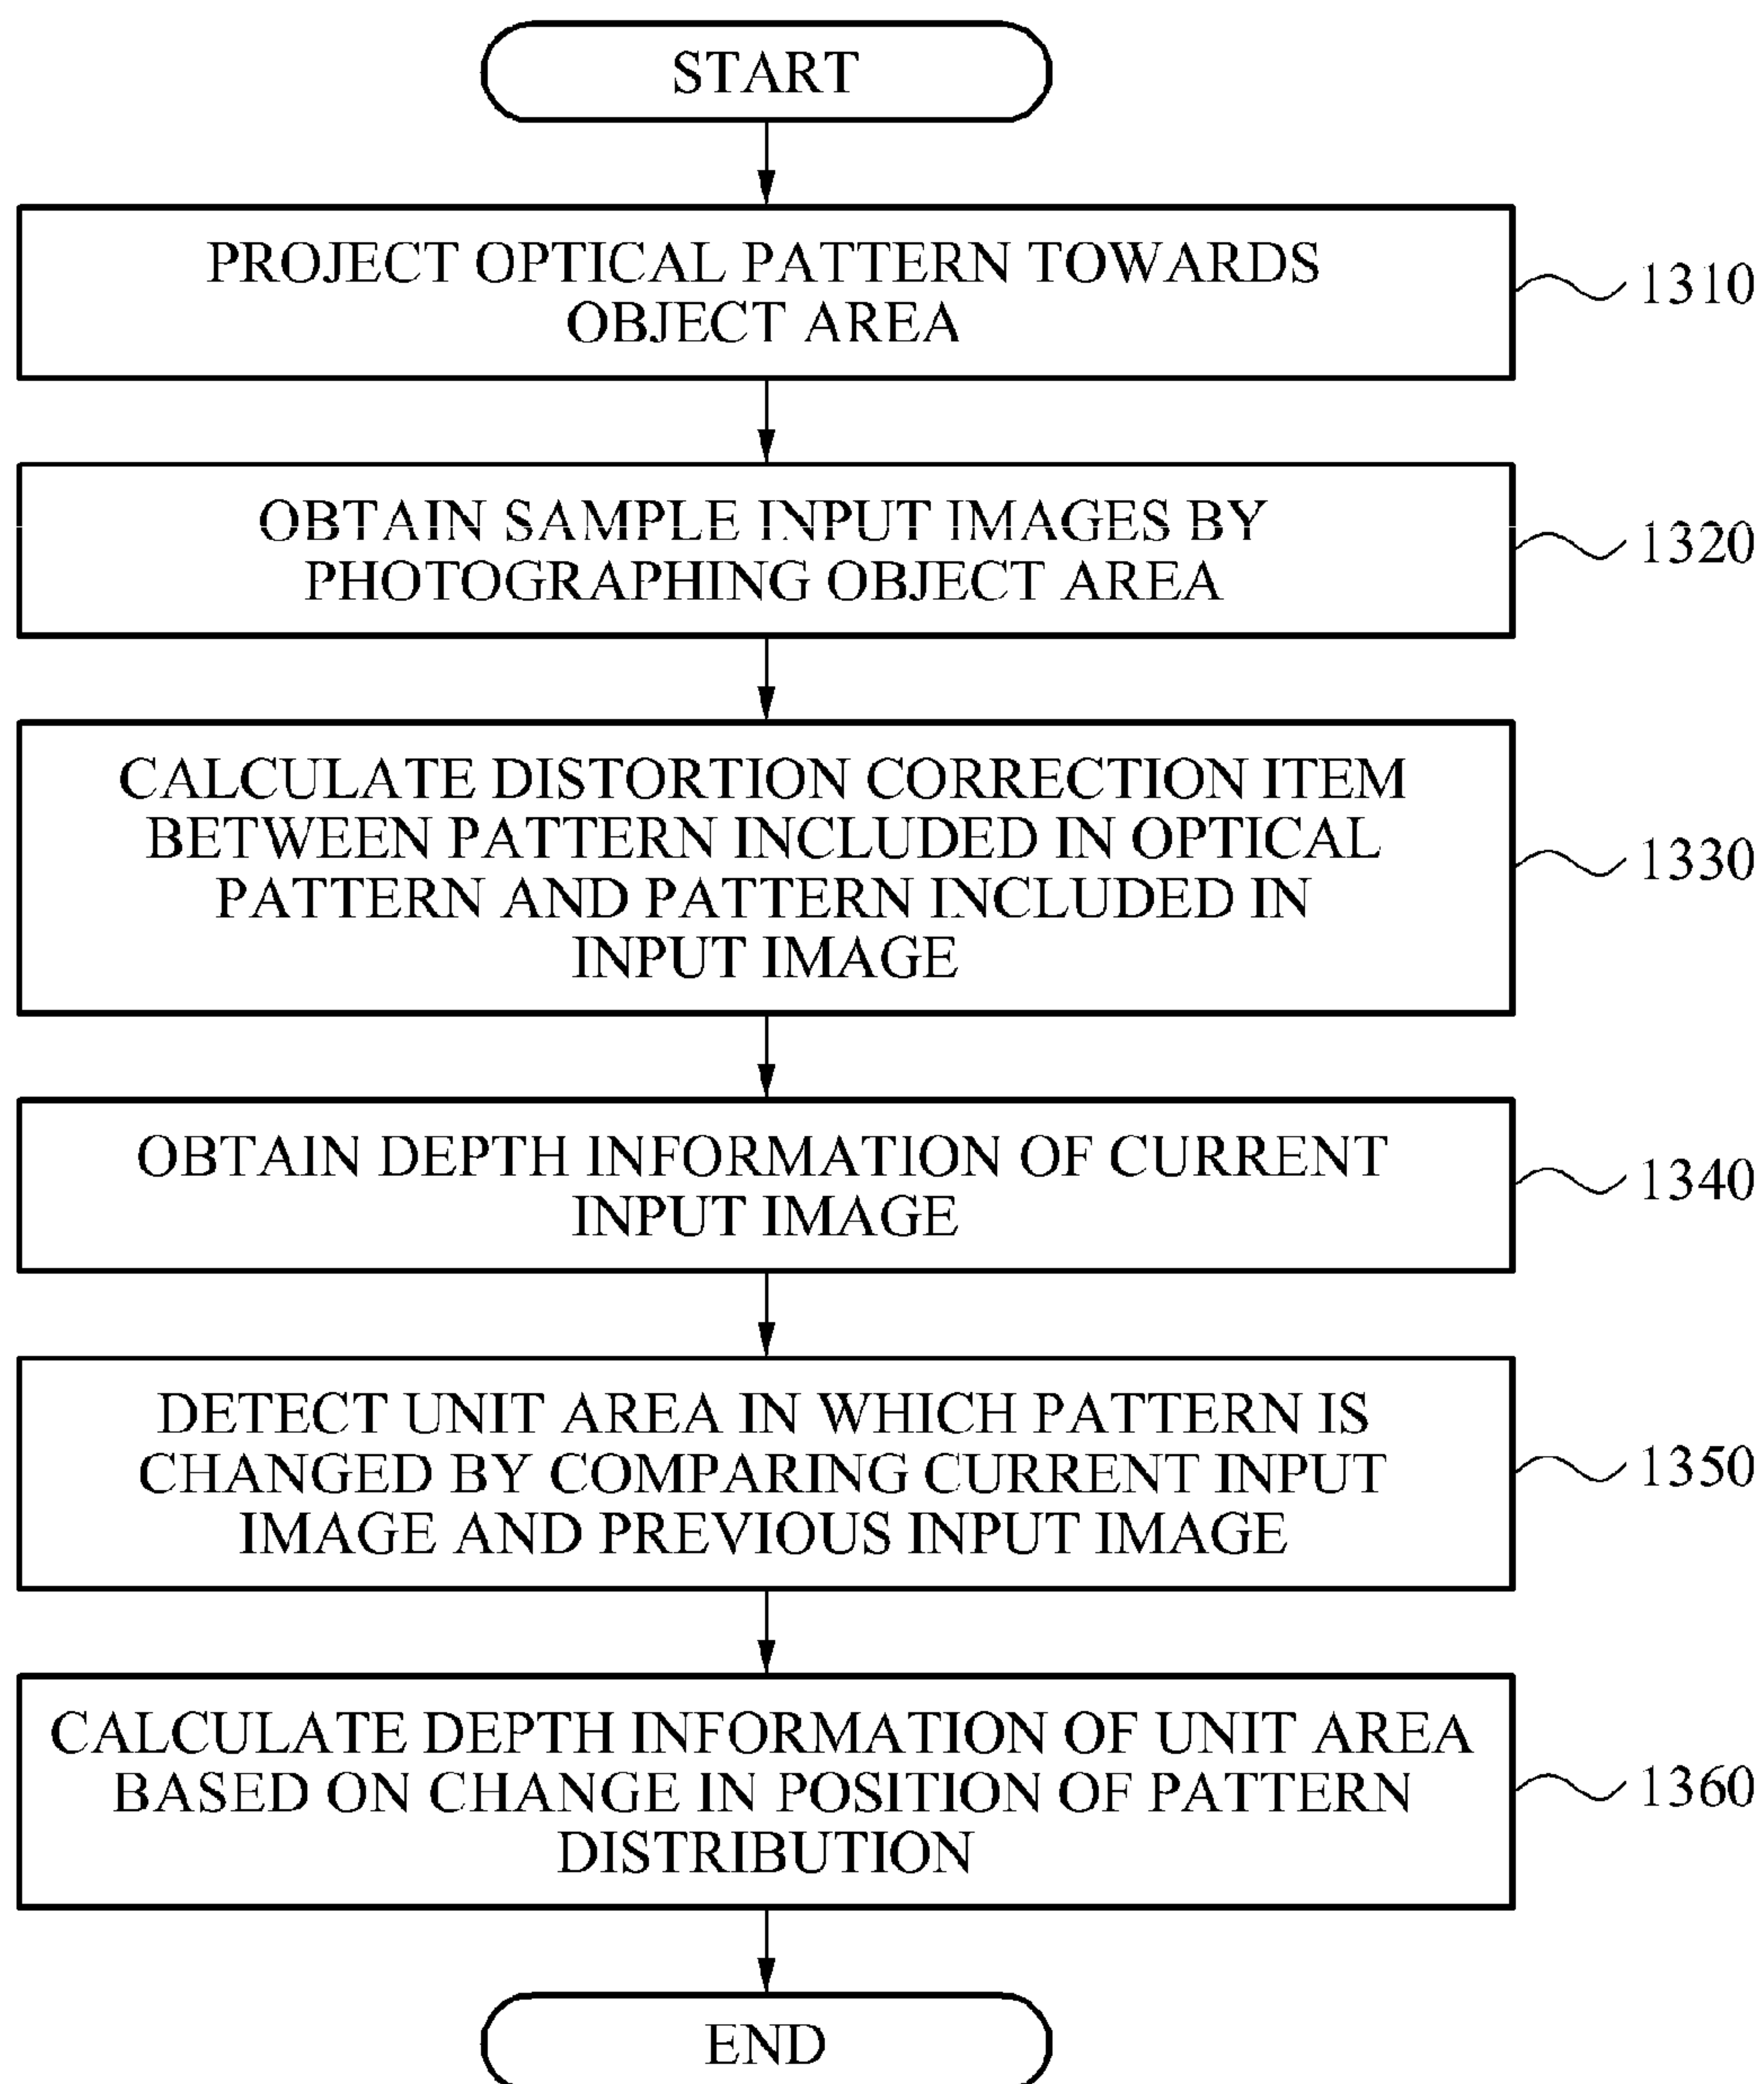 START
PROJECT OPTICAL PATTERN TOWARDS
OBJECT AREA
1310
OBTAIN SAMPLE INPUT IMAGES BY
PHOTOGRAPHING OBJECT AREA
1320
CALCULATE DISTORTION CORRECTION ITEM
BETWEEN PATTERN INCLUDED IN OPTICAL
PATTERN AND PATTERN INCLUDED IN
INPUT IMAGE
1330
OBTAIN DEPTH INFORMATION OF CURRENT
INPUT IMAGE
1340
DETECT UNIT AREA IN WHICH PATTERN IS
CHANGED BY COMPARING CURRENT INPUT
IMAGE AND PREVIOUS INPUT IMAGE
1350
CALCULATE DEPTH INFORMATION OF UNIT AREA
BASED ON CHANGE IN POSITION OF PATTERN
DISTRIBUTION
1360
END